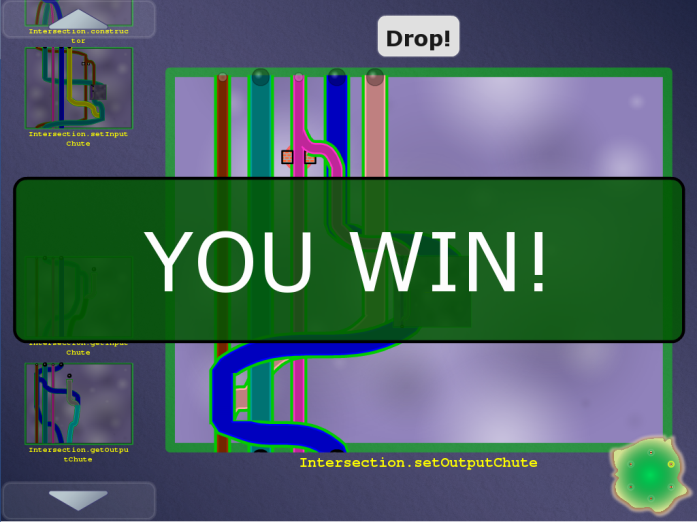 Intersection.construc
tor
Drop!
Intersection.setInput
Chute
YOU WIN!
Chute
Intersection.getOutpu
tChute
Intersection.setOutputChute